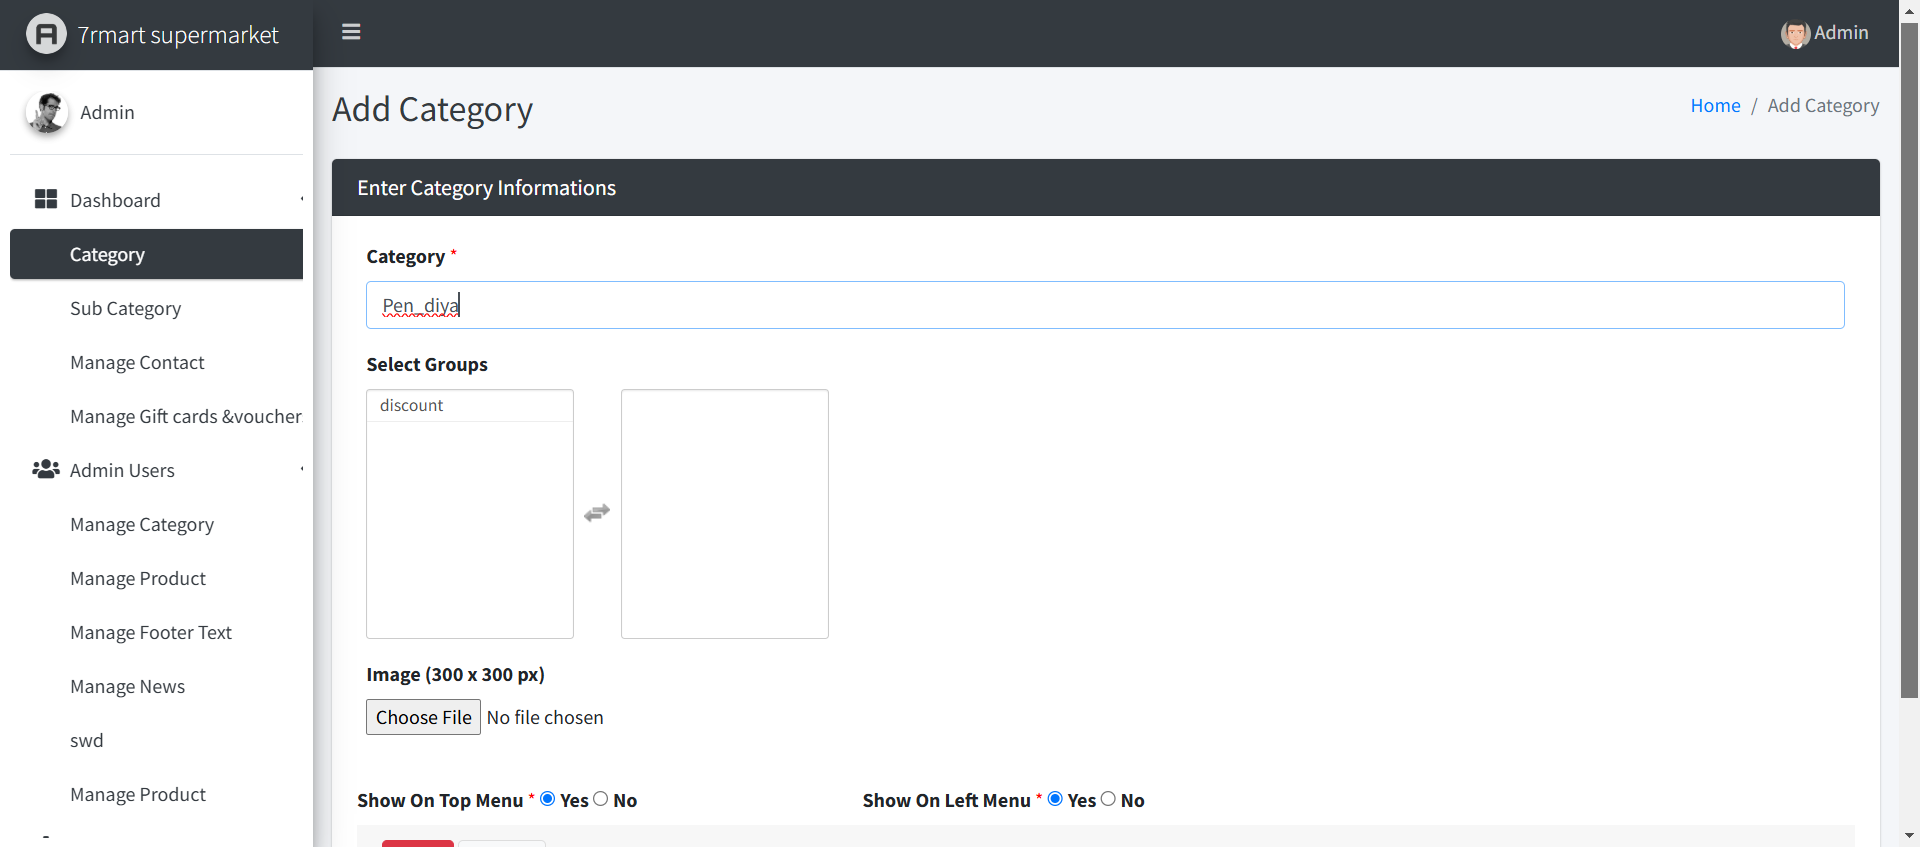 7rmart supermarket
Admin
Admin
Dashboard
Category
Sub Category
Manage Contact
Manage Gift cards &voucher
Admin Users
Manage Category
Manage Product
Manage Footer Text
Manage News
swd
Manage Product
Add Category
Home / Add Category
Enter Category Informations
Category *
Pen_diya
Select Groups
discount
Image (300 x 300 px)
Choose File No file chosen
Show On Top Menu * Yes No
Show On Left Menu * Yes No